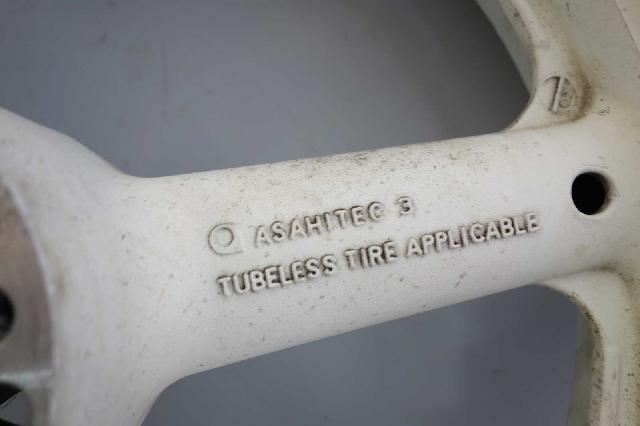 ASAHITEC 3
TUBELESS TIRE APPLICABLE